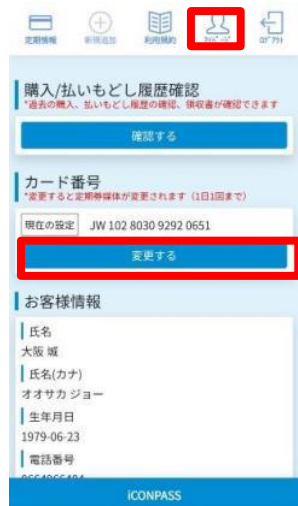 定期情報 新規追加 利用規約 マイページ ログアウト
購入/払いもどし履歴確認
*過去の購入、払いもどし履歴の確認、領収書が確認できます
確認する
カード番号
*変更すると定期券媒体が変更されます（1日1回まで）
現在の設定 JW 102 8030 9292 0651
変更する
お客様情報
氏名
大阪 城
氏名(カナ)
オオサカ ジョー
生年月日
1979-06-23
電話番号
iCONPASS